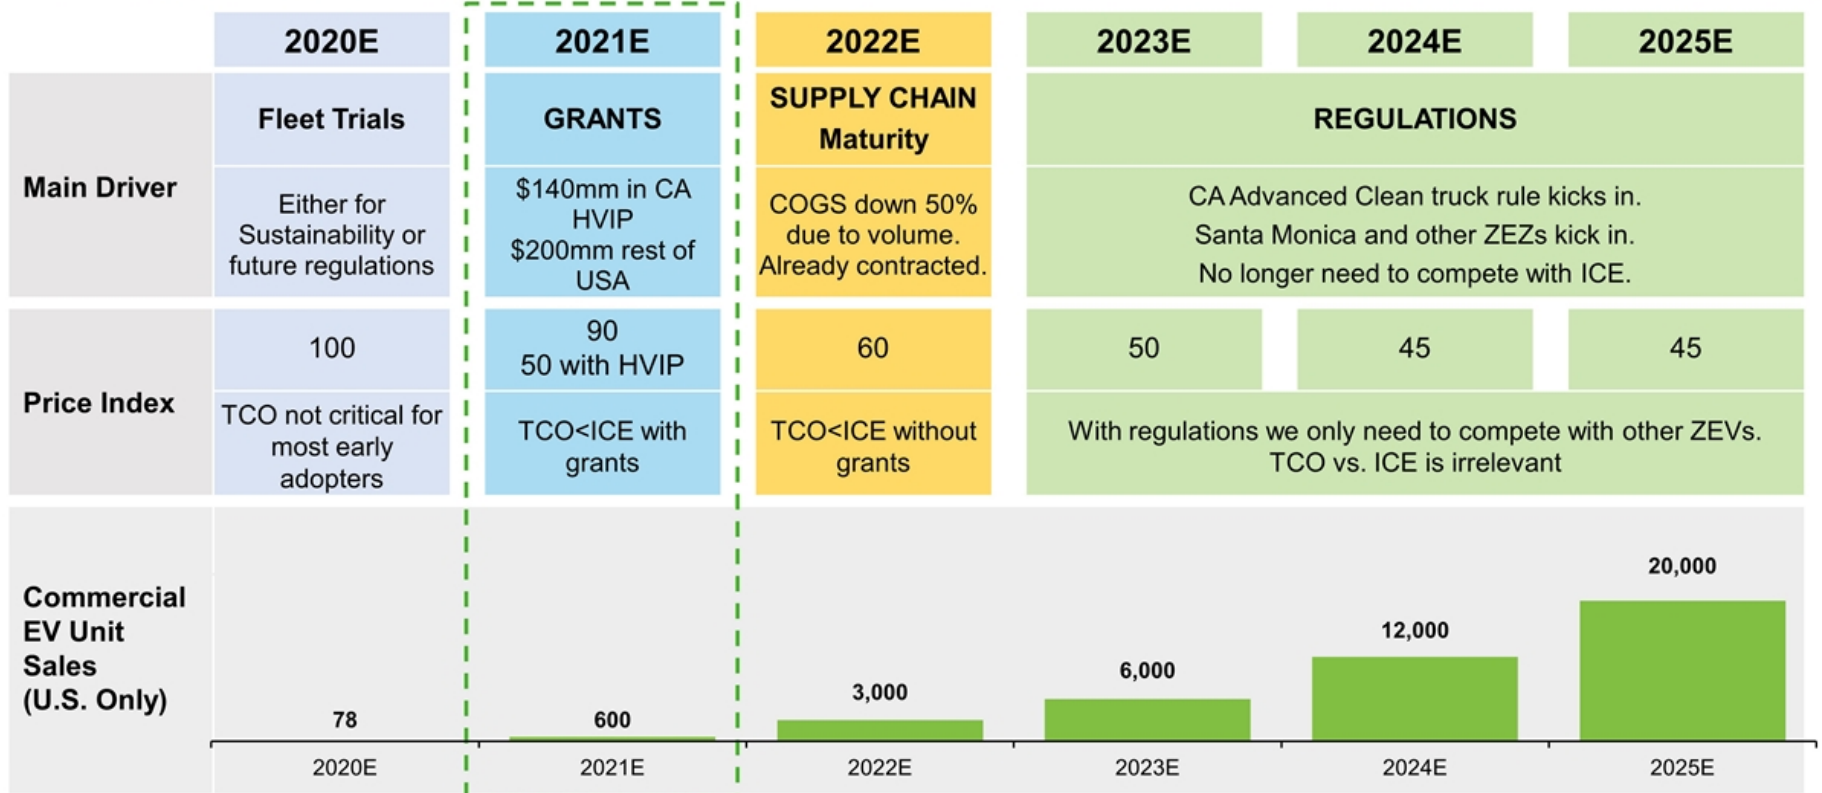 2020E
2021E
2022E
2023E
2024E
2025E
Main Driver
Fleet Trials
GRANTS
SUPPLY CHAIN
Maturity
REGULATIONS
Either for
Sustainability or
future regulations
$140mm in CA
HVIP
$200mm rest of
USA
COGS down 50%
due to volume.
Already contracted.
CA Advanced Clean truck rule kicks in.
Santa Monica and other ZEZs kick in.
No longer need to compete with ICE.
Price Index
100
90
50 with HVIP
60
50
45
45
TCO not critical for
most early
adopters
TCO<ICE with
grants
TCO<ICE without
grants
With regulations we only need to compete with other ZEVs.
TCO vs. ICE is irrelevant
Commercial
EV Unit
Sales
(U.S. Only)
78
600
3,000
6,000
12,000
20,000
2020E
2021E
2022E
2023E
2024E
2025E